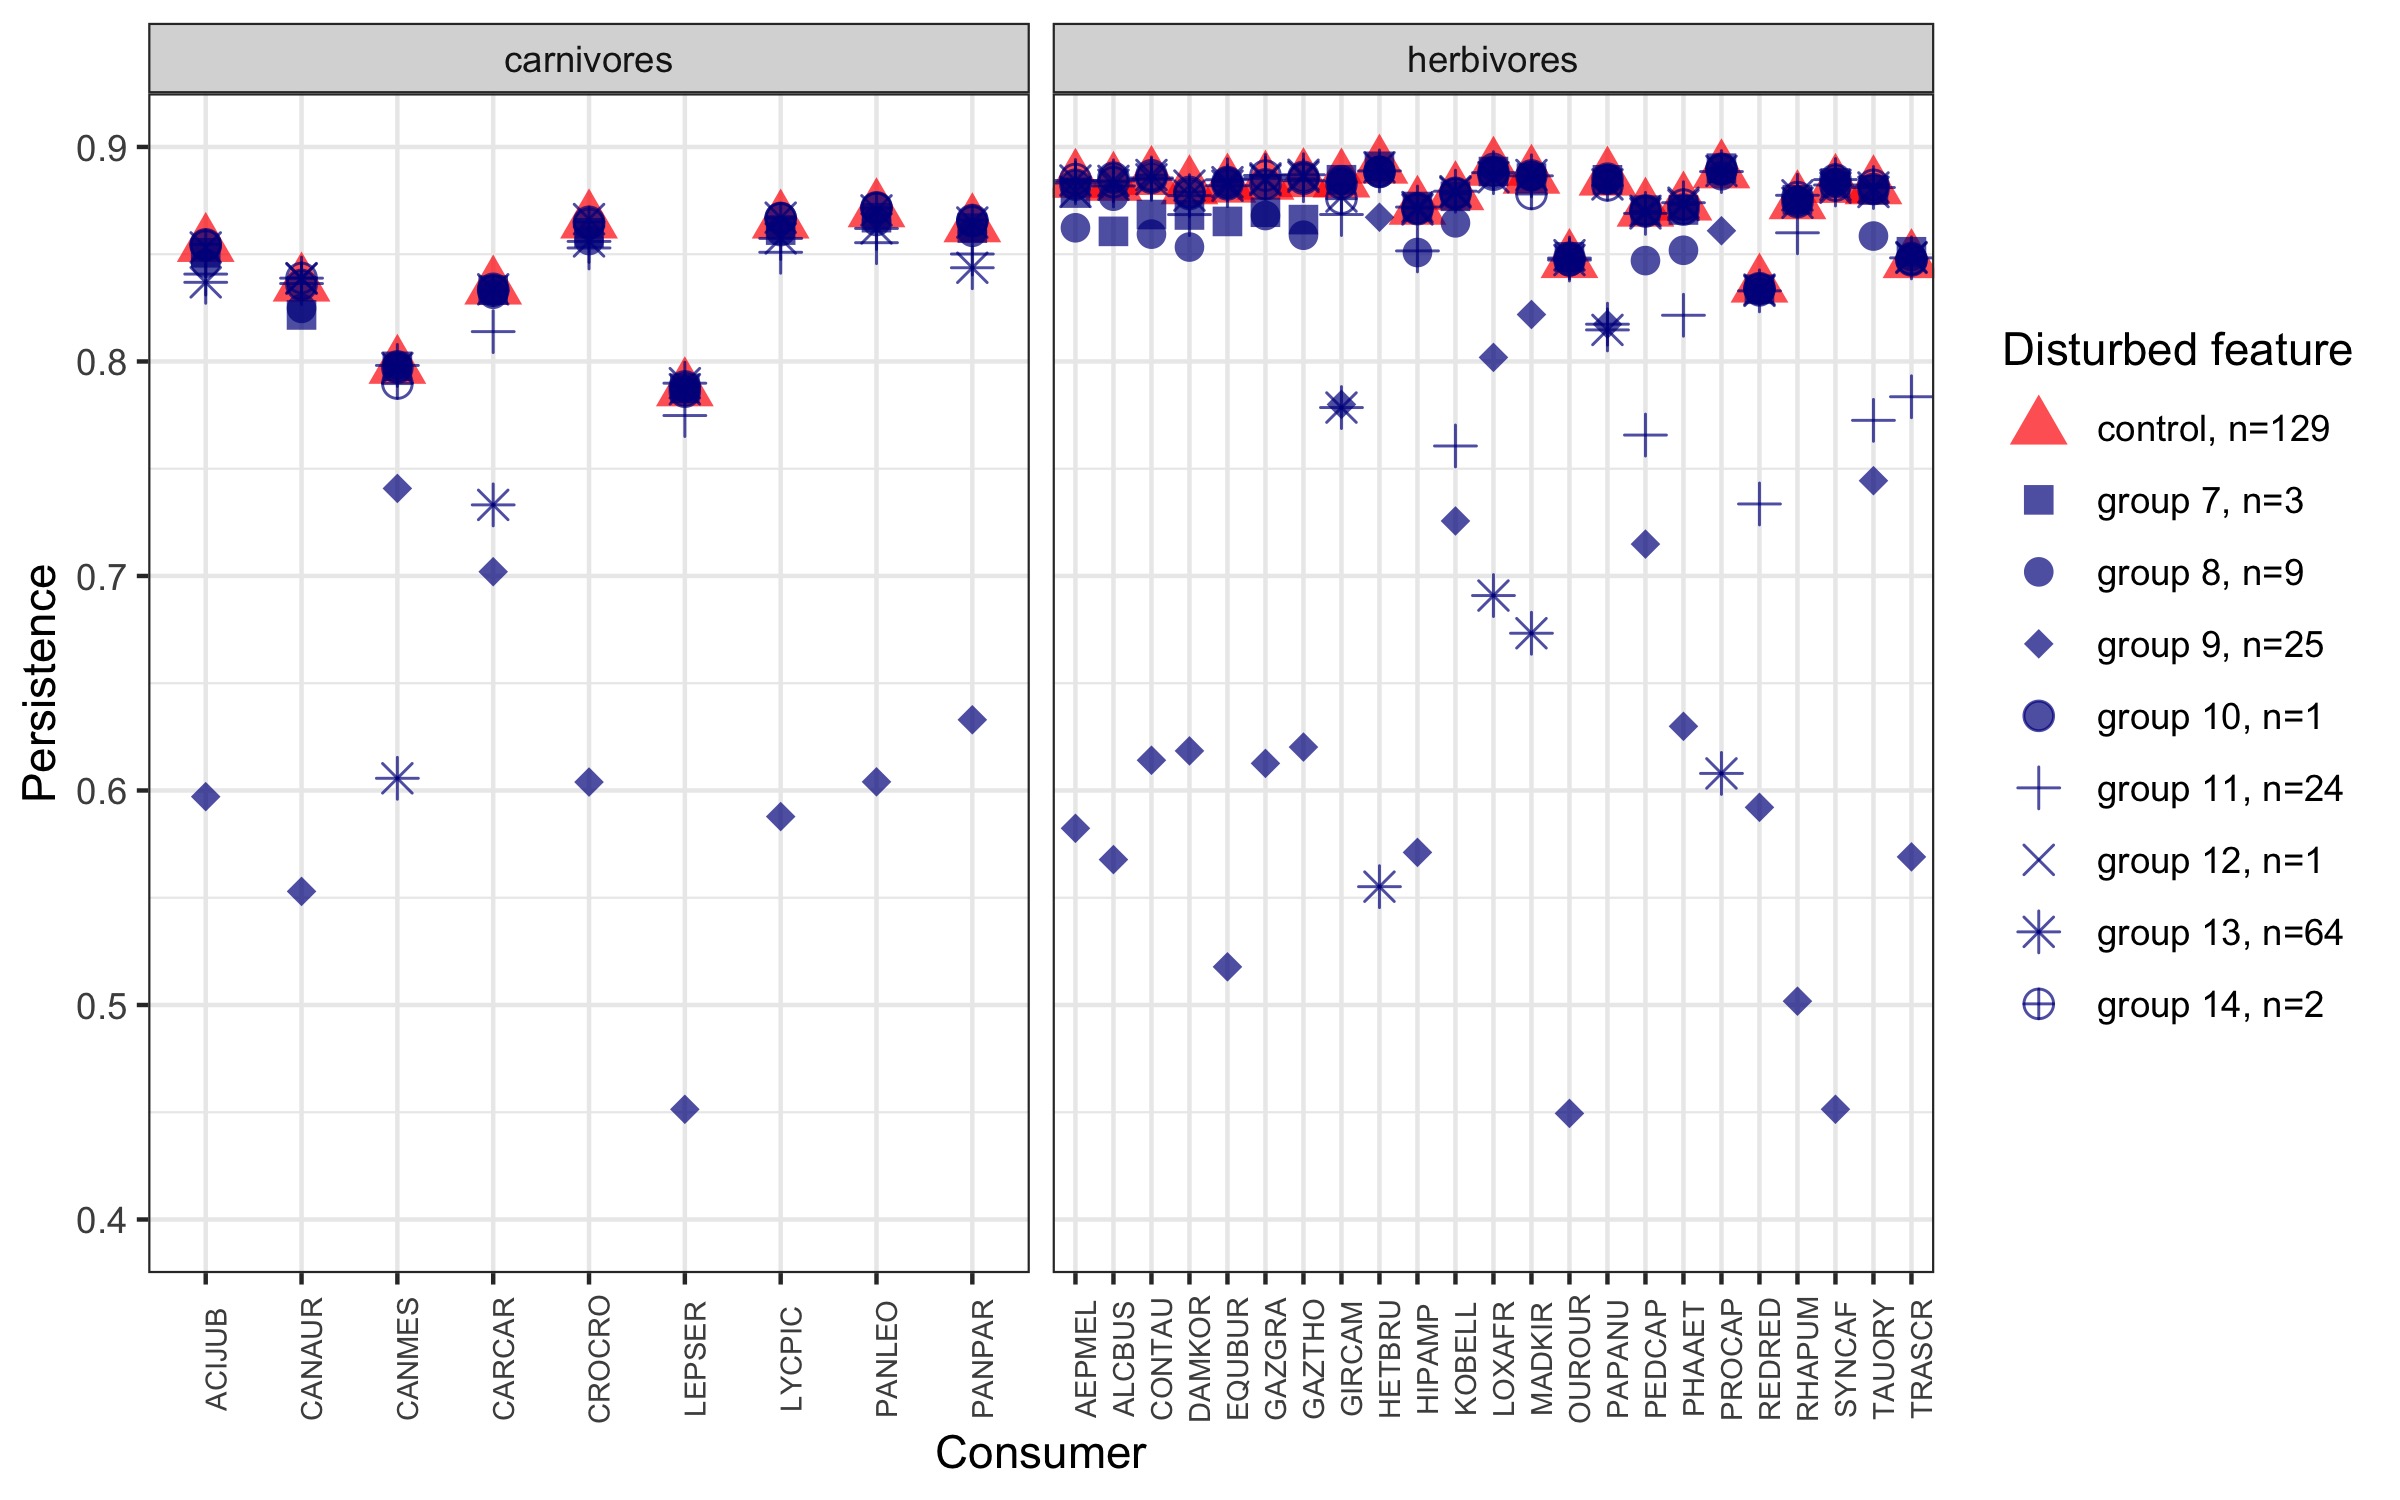 carnivores
herbivores
0.9
0.8
0.7
0.6
0.5
0.4
Persistence
ACIJUB
CANAUR
CANMES
CARCAR
CROCRO
LEPSER
LYCPIC
PANLEO
PANPAR
AEPMEL
ALCBUS
CONTAU
DAMKOR
EQUBUR
GAZGRA
GAZTHO
GIRCAM
HETBRU
HIPAMP
KOBELL
LOXAFR
MADKIR
OUROUR
PAPANU
PEDCAP
PHAAET
PROCAP
REDRED
RHAPUM
SYNCAF
TAUORY
TRASCR
Consumer
Disturbed feature
control, n=129
group 7, n=3
group 8, n=9
group 9, n=25
group 10, n=1
group 11, n=24
group 12, n=1
group 13, n=64
group 14, n=2